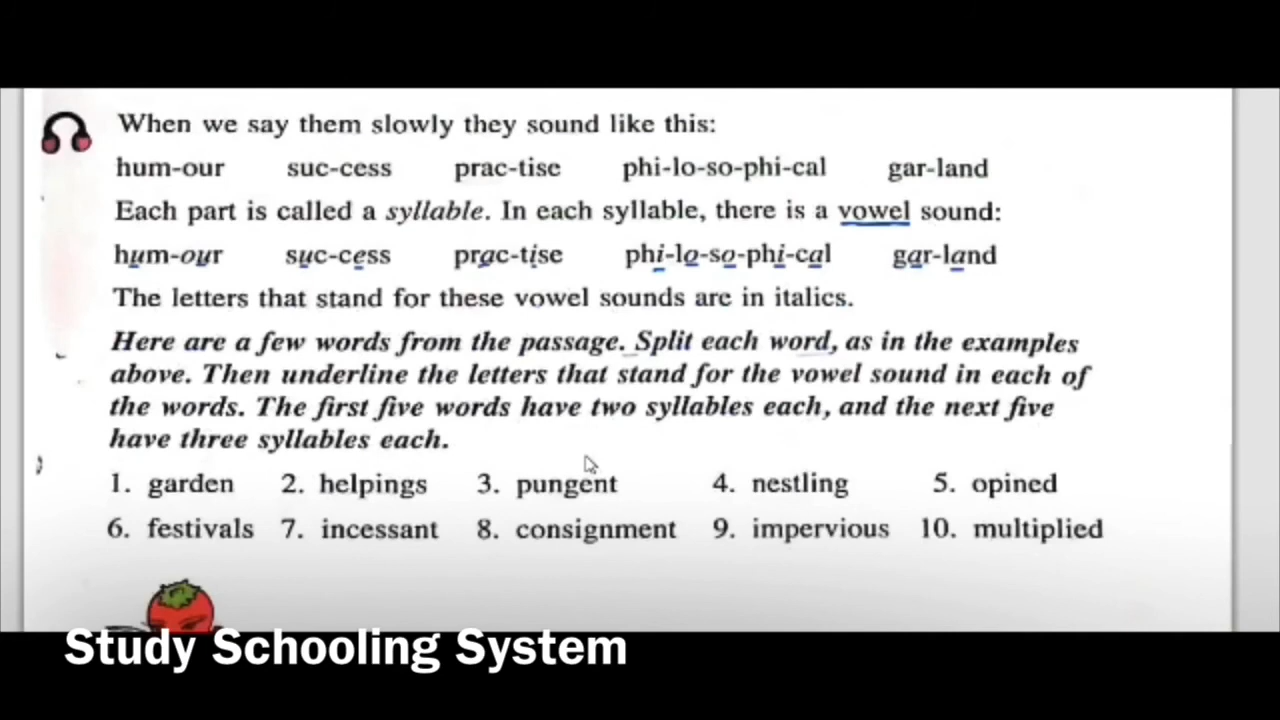 When we say them slowly they sound like this:
hum-our suc-cess prac-tise phi-lo-so-phi-cal gar-land
Each part is called a syllable. In each syllable, there is a vowel sound:
hum-our suc-cess prac-tise phi-lo-so-phi-cal gar-land
The letters that stand for these vowel sounds are in italics.
Here are a few words from the passage. Split each word, as in the examples
above. Then underline the letters that stand for the vowel sound in each of
the words. The first five words have two syllables each, and the next five
have three syllables each.
1. garden 2. helpings 3. pungent 4. nestling 5. opined
6. festivals 7. incessant 8. consignment 9. impervious 10. multiplied
Study Schooling System